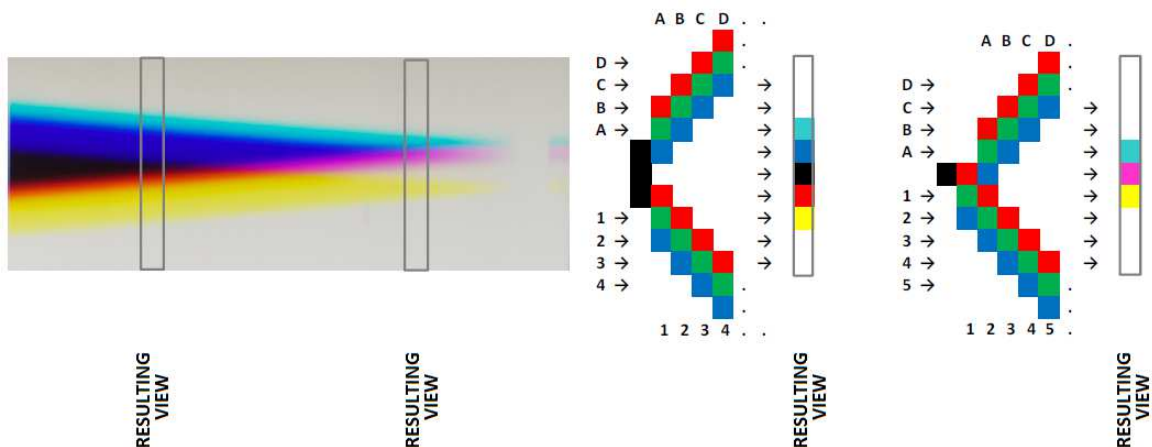 A B C D . .
D →
C → →
B → →
A → →
→
→
→
1 → →
2 → →
3 → →
4 → .
.
1 2 3 4 . .
A B C D .
.
D → .
C → →
B → →
A → →
→
1 → →
2 → →
3 → →
4 → →
5 → .
.
1 2 3 4 5 .
RESULTING
VIEW
RESULTING
VIEW
RESULTING
VIEW
RESULTING
VIEW